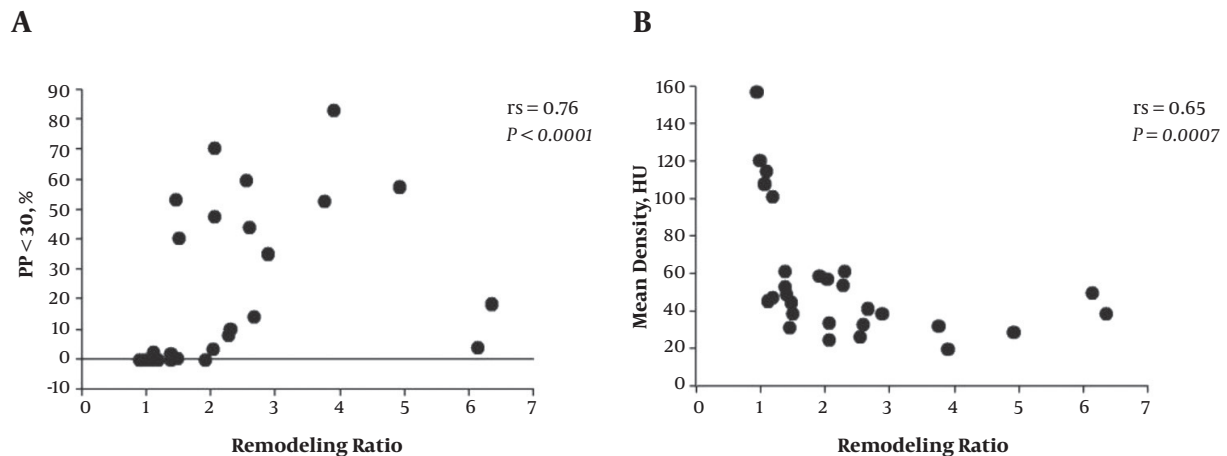 A
B
90
80
70
60
50
40
30
20
10
0
-10
PP < 30, %
rs = 0.76
P < 0.0001
0 1 2 3 4 5 6 7
Remodeling Ratio
160
140
120
100
80
60
40
20
0
Mean Density, HU
rs = 0.65
P = 0.0007
0 1 2 3 4 5 6 7
Remodeling Ratio